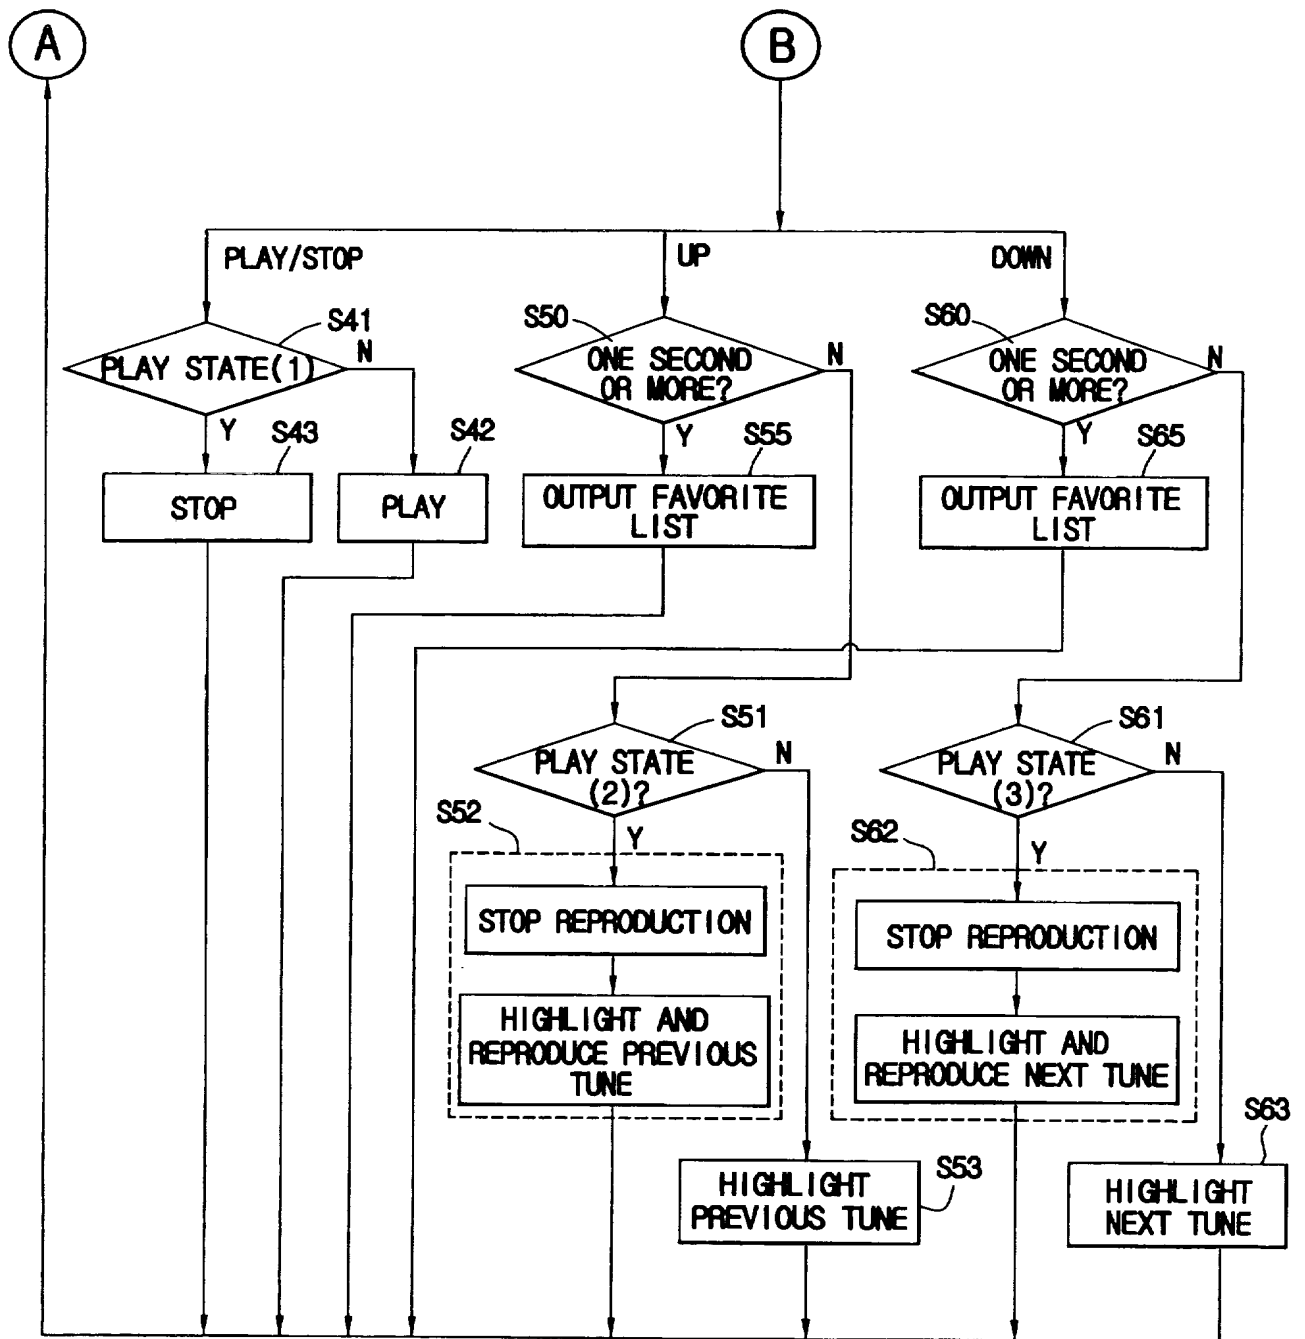 A
B
PLAY/STOP
UP
DOWN
S41
S50
S60
PLAY STATE(1)
N
ONE SECOND
OR MORE?
N
ONE SECOND
OR MORE?
N
Y
S43
S42
Y
S55
Y
S65
STOP
PLAY
OUTPUT FAVORITE
LIST
OUTPUT FAVORITE
LIST
S51
S61
PLAY STATE
(2)?
N
PLAY STATE
(3)?
N
S52
Y
S62
Y
STOP REPRODUCTION
STOP REPRODUCTION
HIGHLIGHT AND
REPRODUCE PREVIOUS
TUNE
HIGHLIGHT AND
REPRODUCE NEXT TUNE
S53
S63
HIGHLIGHT
PREVIOUS TUNE
HIGHLIGHT
NEXT TUNE